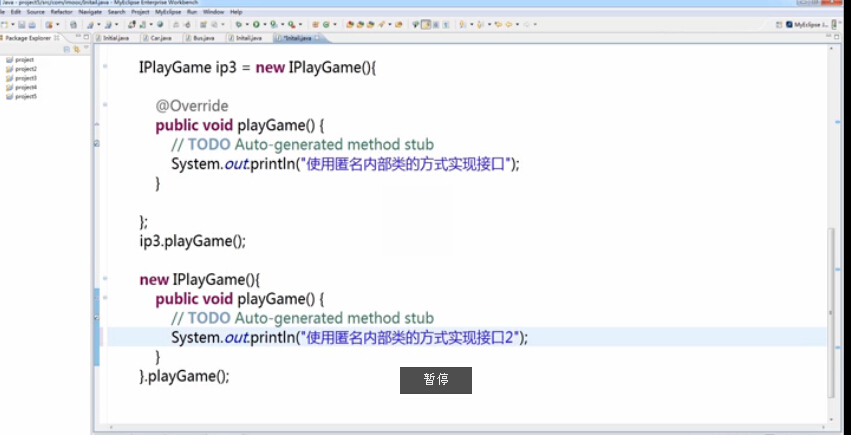 Java - project5/src/com/imooc/Initail.java - MyEclipse Enterprise Workbench
File Edit Source Refactor Navigate Search Project MyEclipse Run Window Help
MyEclipse J...
Package Explorer
Initial.java Car.java Bus.java Initail.java *Initail.java
project
project2
project3
project4
project5
IPlayGame ip3 = new IPlayGame(){
@Override
public void playGame() {
// TODO Auto-generated method stub
System.out.println("使用匿名内部类的方式实现接口");
}
};
ip3.playGame();
new IPlayGame(){
public void playGame() {
// TODO Auto-generated method stub
System.out.println("使用匿名内部类的方式实现接口2");
}
}.playGame();
暂停